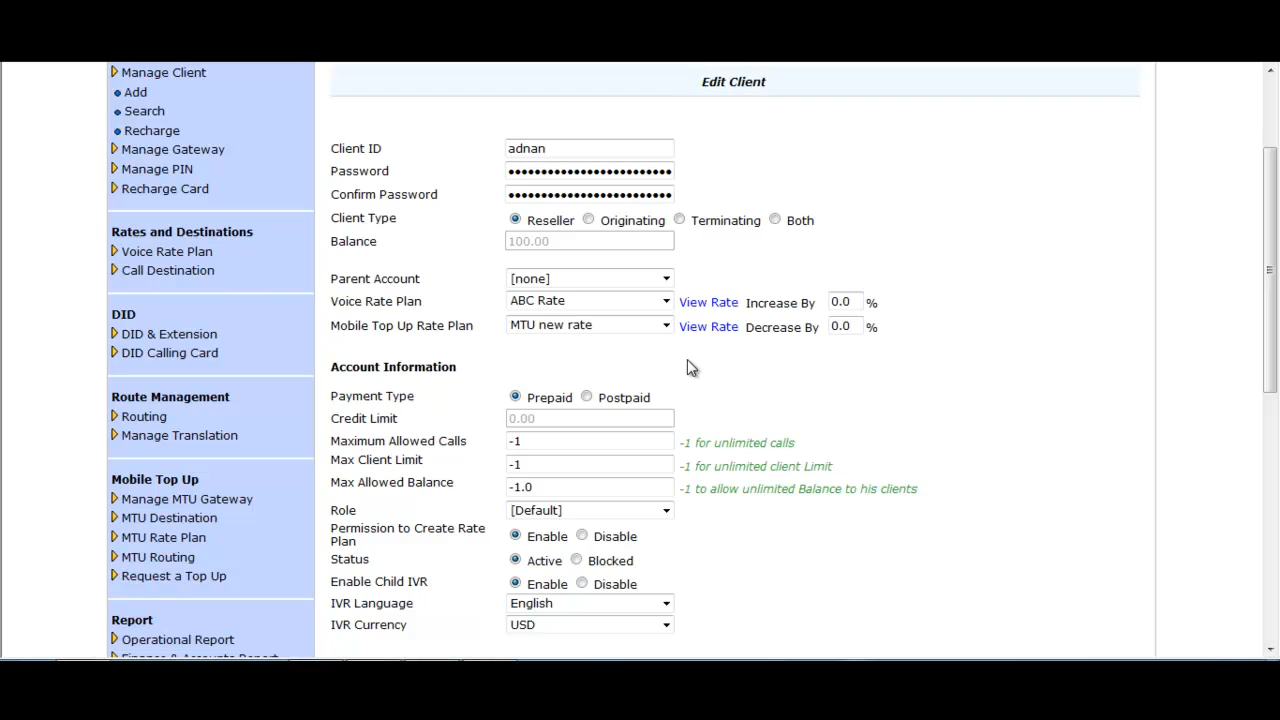 Manage Client
Add
Search
Recharge
Manage Gateway
Manage PIN
Recharge Card
Rates and Destinations
Voice Rate Plan
Call Destination
DID
DID & Extension
DID Calling Card
Route Management
Routing
Manage Translation
Mobile Top Up
Manage MTU Gateway
MTU Destination
MTU Rate Plan
MTU Routing
Request a Top Up
Report
Operational Report
Finance & Accounts Report
Edit Client
Client ID adnan
Password ••••••••••••••••••••••••
Confirm Password ••••••••••••••••••••••••
Client Type Reseller Originating Terminating Both
Balance 100.00
Parent Account [none]
Voice Rate Plan ABC Rate View Rate Increase By 0.0 %
Mobile Top Up Rate Plan MTU new rate View Rate Decrease By 0.0 %
Account Information
Payment Type Prepaid Postpaid
Credit Limit 0.00
Maximum Allowed Calls -1 -1 for unlimited calls
Max Client Limit -1 -1 for unlimited client Limit
Max Allowed Balance -1.0 -1 to allow unlimited Balance to his clients
Role [Default]
Permission to Create Rate
Plan Enable Disable
Status Active Blocked
Enable Child IVR Enable Disable
IVR Language English
IVR Currency USD